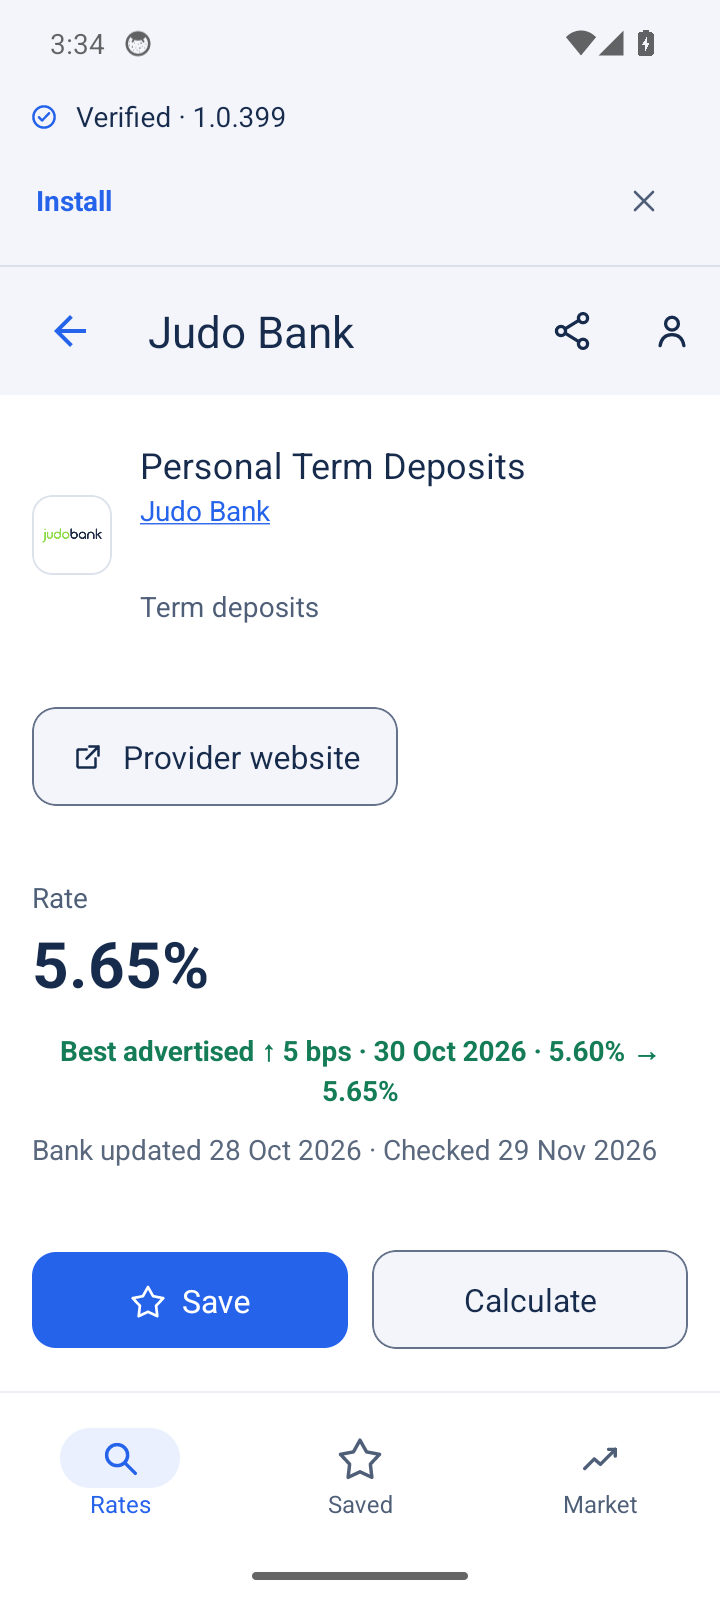 3:34
Verified · 1.0.399
Install
Judo Bank
Personal Term Deposits
Judo Bank
judobank
Term deposits
Provider website
Rate
5.65%
Best advertised ↑ 5 bps · 30 Oct 2026 · 5.60% →
5.65%
Bank updated 28 Oct 2026 · Checked 29 Nov 2026
Save
Calculate
Rates
Saved
Market